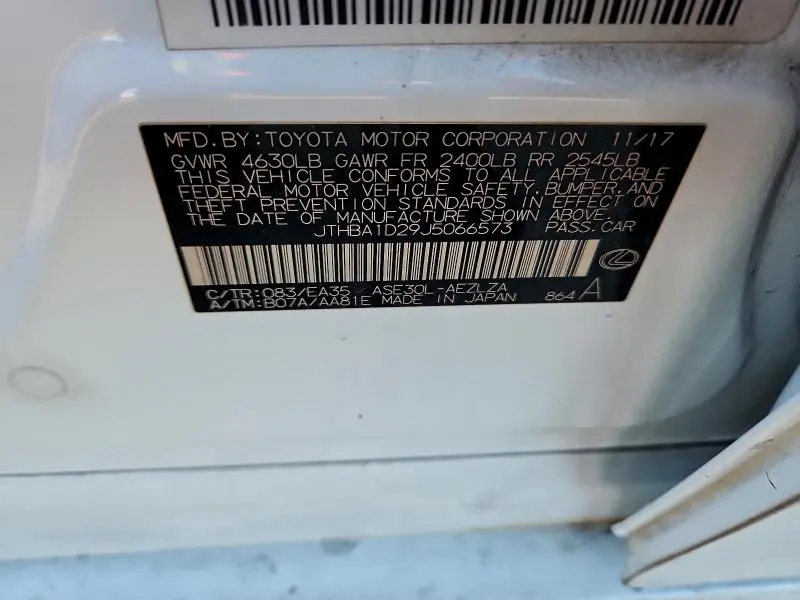 MFD.BY:TOYOTA MOTOR CORPORATION 11/17
GVWR 4630LB GAWR FR 2400LB RR 2545LB
THIS VEHICLE CONFORMS TO ALL APPLICABLE
FEDERAL MOTOR VEHICLE SAFETY,BUMPER,AND
THEFT PREVENTION STANDARDS IN EFFECT ON
THE DATE OF MANUFACTURE SHOWN ABOVE.
JTHBA1D29J5066573 PASS.CAR
C/TR:083/EA35 ASE30L-AEZLZA
A/TM:B07A/AA81E MADE IN JAPAN 864 A